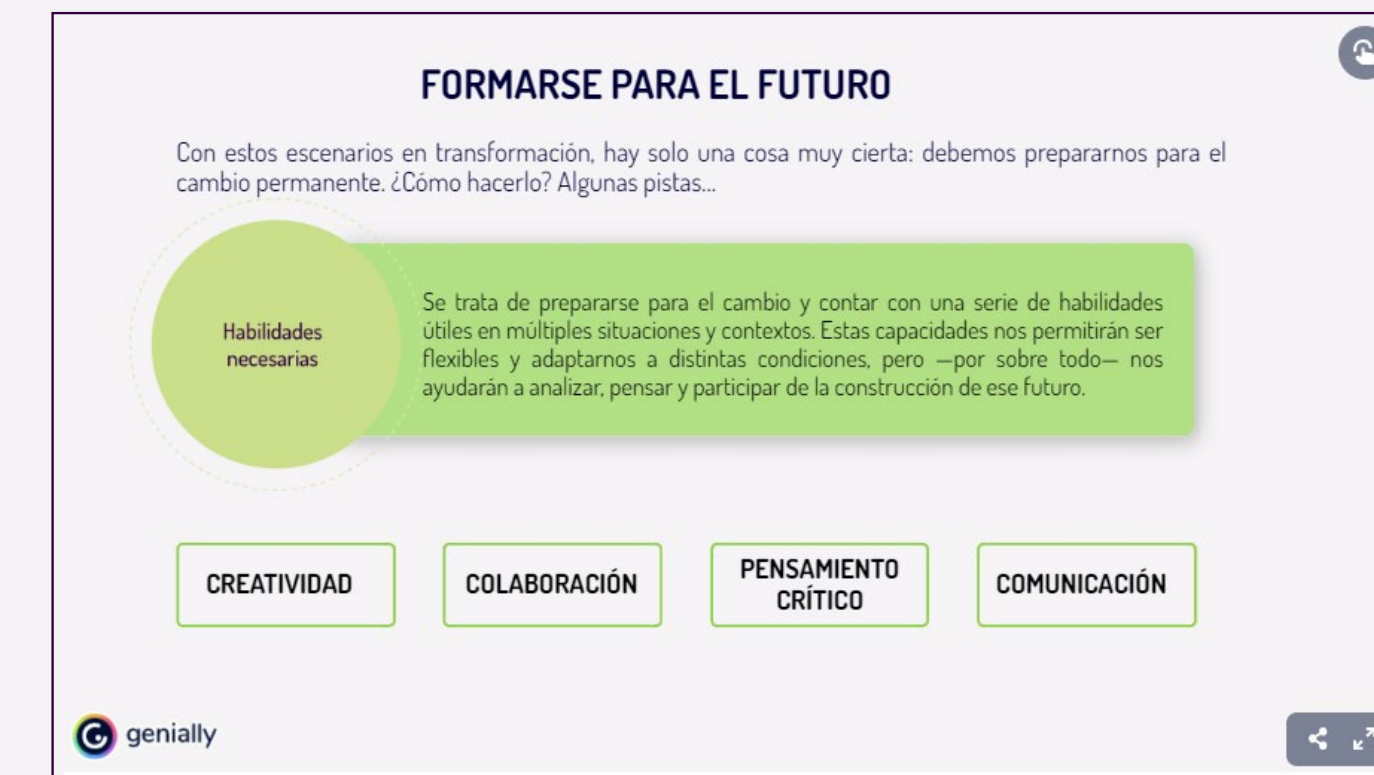 FORMARSE PARA EL FUTURO
Con estos escenarios en transformación, hay solo una cosa muy cierta: debemos prepararnos para el
cambio permanente. ¿Cómo hacerlo? Algunas pistas...
Habilidades
necesarias
Se trata de prepararse para el cambio y contar con una serie de habilidades
útiles en múltiples situaciones y contextos. Estas capacidades nos permitirán ser
flexibles y adaptarnos a distintas condiciones, pero —por sobre todo— nos
ayudarán a analizar, pensar y participar de la construcción de ese futuro.
CREATIVIDAD
COLABORACIÓN
PENSAMIENTO
CRÍTICO
COMUNICACIÓN
genially